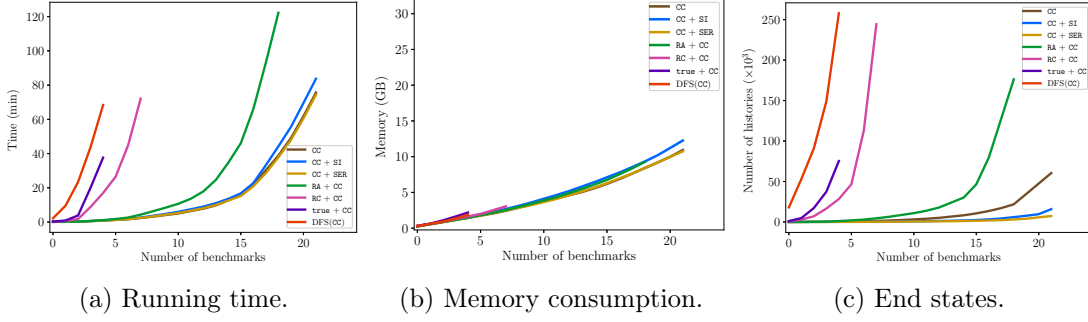 120
100
80
60
40
20
0
Time (min)
0 5 10 15 20
Number of benchmarks
CC
CC + SI
CC + SER
RA + CC
RC + CC
true + CC
DFS(CC)
(a) Running time.
30
25
20
15
10
5
0
Memory (GB)
0 5 10 15 20
Number of benchmarks
CC
CC + SI
CC + SER
RA + CC
RC + CC
true + CC
DFS(CC)
(b) Memory consumption.
250
200
150
100
50
0
Number of histories (×10³)
0 5 10 15 20
Number of benchmarks
CC
CC + SI
CC + SER
RA + CC
RC + CC
true + CC
DFS(CC)
(c) End states.